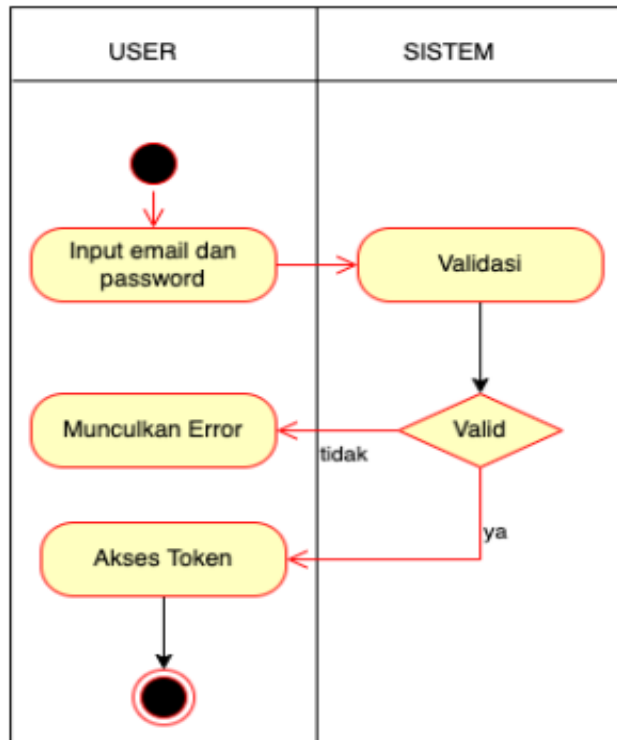 USER
SISTEM
Input email dan
password
Validasi
Munculkan Error
tidak
Valid
ya
Akses Token